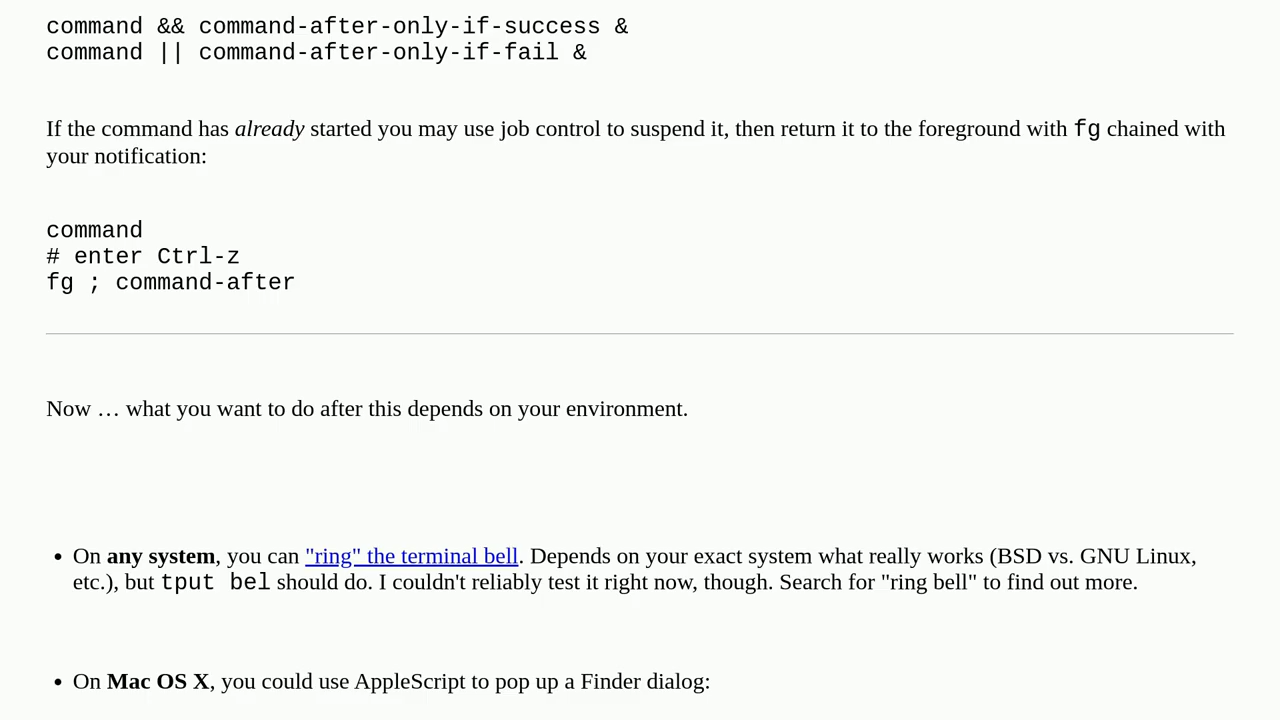 command && command-after-only-if-success &
command || command-after-only-if-fail &
If the command has already started you may use job control to suspend it, then return it to the foreground with fg chained with
your notification:
command
# enter Ctrl-z
fg ; command-after
Now … what you want to do after this depends on your environment.
• On any system, you can "ring" the terminal bell. Depends on your exact system what really works (BSD vs. GNU Linux,
etc.), but tput bel should do. I couldn't reliably test it right now, though. Search for "ring bell" to find out more.
• On Mac OS X, you could use AppleScript to pop up a Finder dialog: